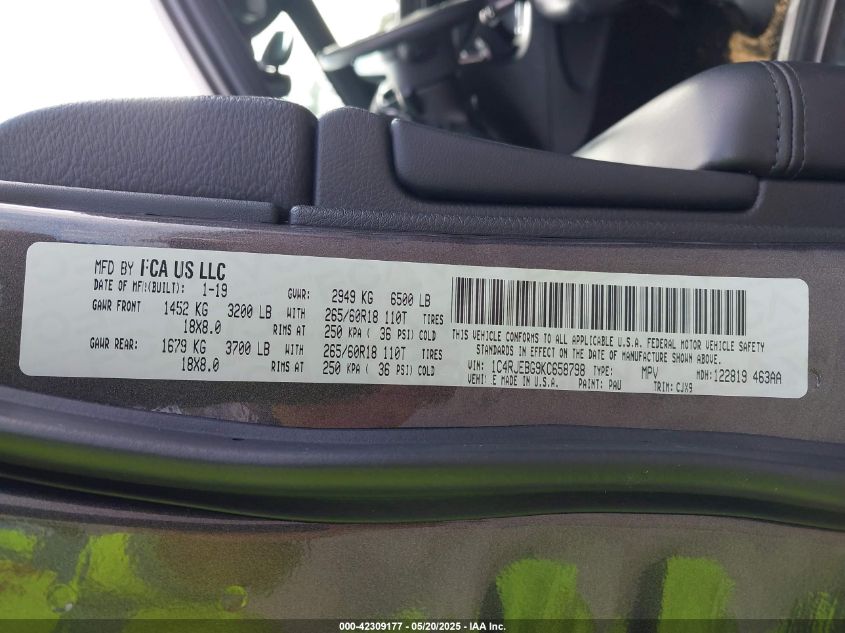 MFD BY FCA US LLC
DATE OF MFR(BUILT): 1-19 GVWR: 2949 KG 6500 LB
GAWR FRONT 1452 KG 3200 LB WITH 265/60R18 110T TIRES
18X8.0 RIMS AT 250 KPA ( 36 PSI) COLD
GAWR REAR: 1679 KG 3700 LB WITH 265/60R18 110T TIRES
18X8.0 RIMS AT 250 KPA ( 36 PSI) COLD
THIS VEHICLE CONFORMS TO ALL APPLICABLE U.S.A. FEDERAL MOTOR VEHICLE SAFETY
STANDARDS IN EFFECT ON THE DATE OF MANUFACTURE SHOWN ABOVE.
VIN: 1C4RJEBG9KC658798 TYPE: MPV MDH:122819 463AA
VEHI E MADE IN U.S.A. PAINT: PAU TRIM: CJX9
000-42309177 — 05/20/2025 — IAA Inc.